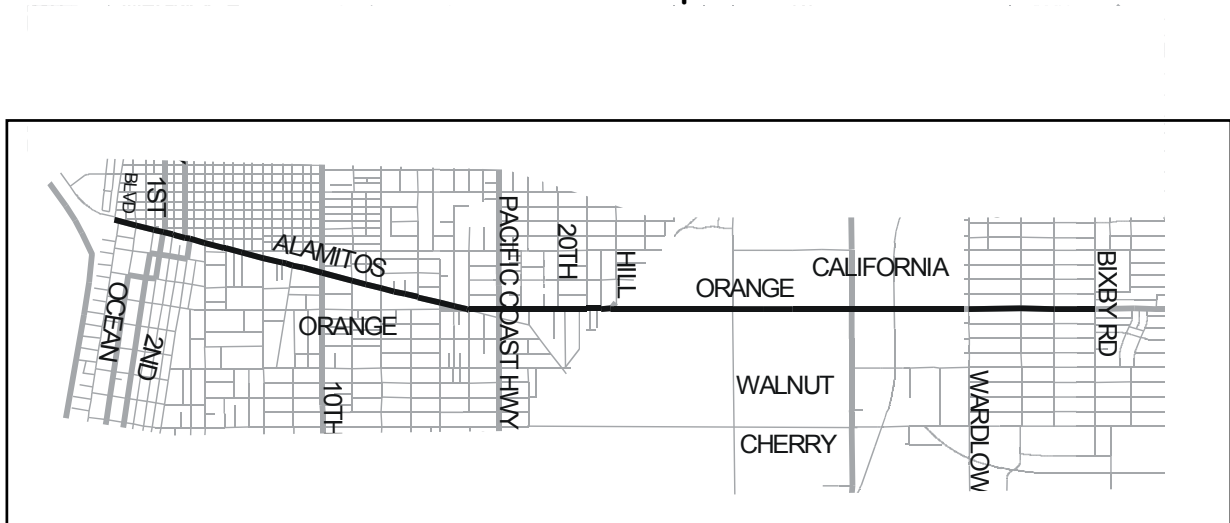 BLVD
1ST
ALAMITOS
PACIFIC COAST HWY
20TH
HILL
ORANGE
CALIFORNIA
BIXBY RD
OCEAN
2ND
ORANGE
10TH
WALNUT
CHERRY
WARDLOW